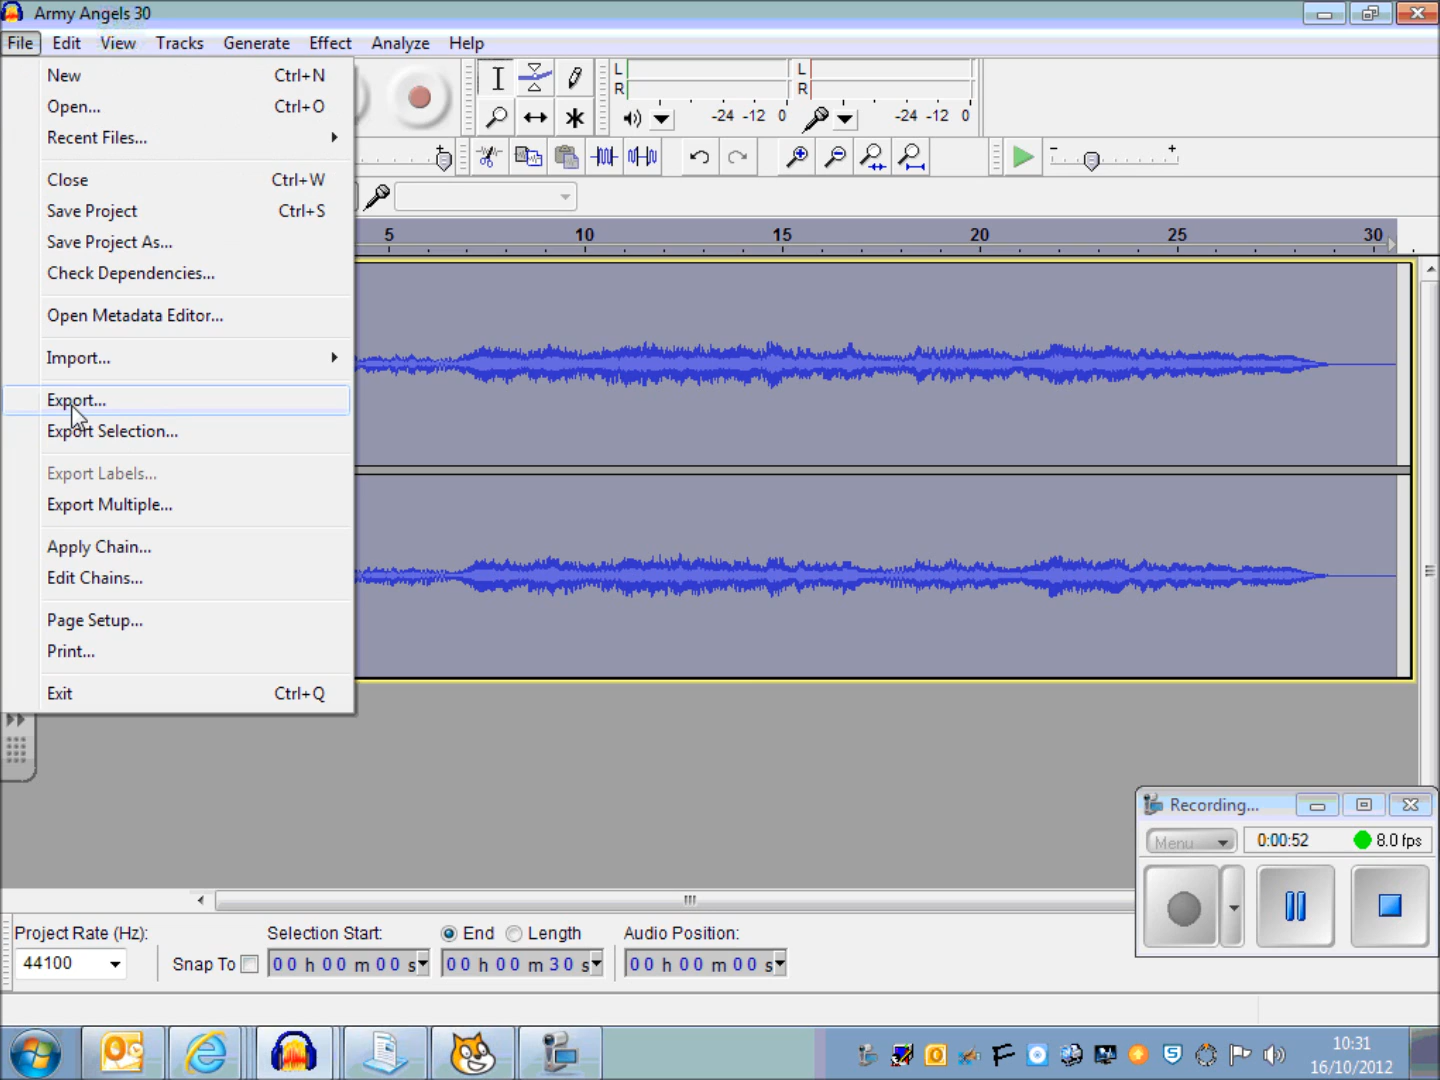 Army Angels 30
File Edit View Tracks Generate Effect Analyze Help
New Ctrl+N
Open... Ctrl+O
Recent Files...
Close Ctrl+W
Save Project Ctrl+S
Save Project As...
Check Dependencies...
Open Metadata Editor...
Import...
Export...
Export Selection...
Export Labels...
Export Multiple...
Apply Chain...
Edit Chains...
Page Setup...
Print...
Exit Ctrl+Q
L L
R R
-24 -12 0 -24 -12 0
- +
5 10 15 20 25 30
Recording...
Menu 0:00:52 8.0 fps
Project Rate (Hz): Selection Start: End Length Audio Position:
44100 Snap To 00 h 00 m 00 s 00 h 00 m 30 s 00 h 00 m 00 s
10:31
16/10/2012